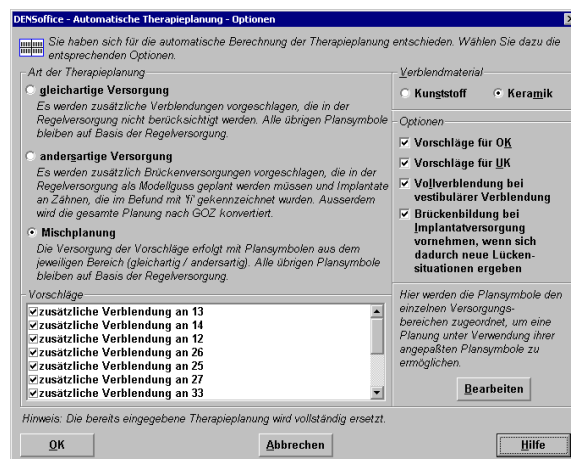 DENSoffice - Automatische Therapieplanung - Optionen
Sie haben sich für die automatische Berechnung der Therapieplanung entschieden. Wählen Sie dazu die
entsprechenden Optionen.
Art der Therapieplanung
gleichartige Versorgung
Es werden zusätzliche Verblendungen vorgeschlagen, die in der
Regelversorgung nicht berücksichtigt werden. Alle übrigen Plansymbole
bleiben auf Basis der Regelversorgung.
andersartige Versorgung
Es werden zusätzlich Brückenversorgungen vorgeschlagen, die in der
Regelversorgung als Modellguss geplant werden müssen und Implantate
an Zähnen, die im Befund mit 'fi' gekennzeichnet wurden. Ausserdem
wird die gesamte Planung nach GOZ konvertiert.
Mischplanung
Die Versorgung der Vorschläge erfolgt mit Plansymbolen aus dem
jeweiligen Bereich (gleichartig / andersartig). Alle übrigen Plansymbole
bleiben auf Basis der Regelversorgung.
Vorschläge
zusätzliche Verblendung an 13
zusätzliche Verblendung an 14
zusätzliche Verblendung an 12
zusätzliche Verblendung an 26
zusätzliche Verblendung an 25
zusätzliche Verblendung an 27
zusätzliche Verblendung an 33
Verblendmaterial
Kunststoff Keramik
Optionen
Vorschläge für OK
Vorschläge für UK
Vollverblendung bei
vestibulärer Verblendung
Brückenbildung bei
Implantatversorgung
vornehmen, wenn sich
dadurch neue Lücken-
situationen ergeben
Hier werden die Plansymbole den
einzelnen Versorgungs-
bereichen zugeordnet, um eine
Planung unter Verwendung ihrer
angepaßten Plansymbole zu
ermöglichen.
Bearbeiten
Hinweis: Die bereits eingegebene Therapieplanung wird vollständig ersetzt.
OK Abbrechen Hilfe